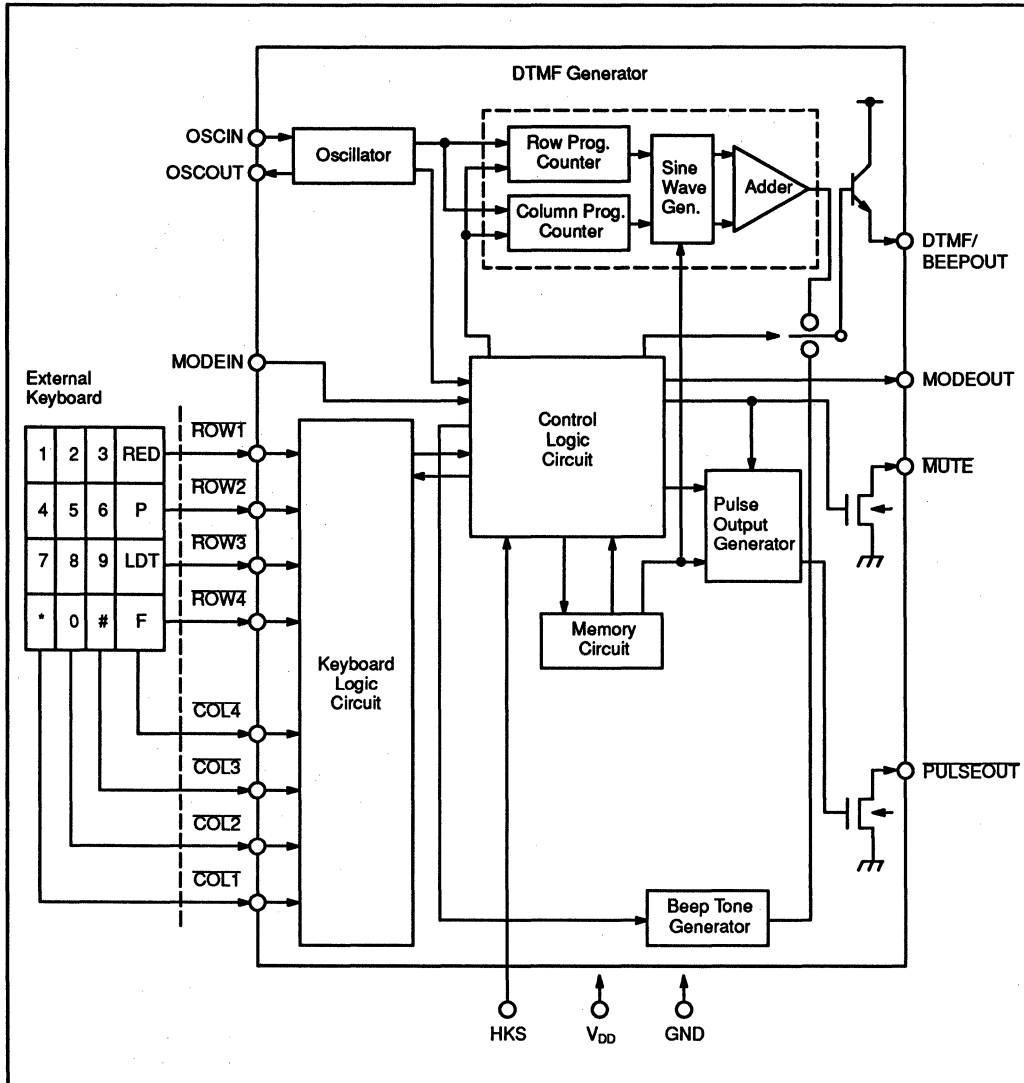 DTMF Generator
OSCIN
OSCOUT
Oscillator
Row Prog.
Counter
Column Prog.
Counter
Sine
Wave
Gen.
Adder
DTMF/
BEEPOUT
MODEIN
MODEOUT
External
Keyboard
1 2 3 RED
4 5 6 P
7 8 9 LDT
* 0 # F
ROW1
ROW2
ROW3
ROW4
COL4
COL3
COL2
COL1
Keyboard
Logic
Circuit
Control
Logic
Circuit
MUTE
Pulse
Output
Generator
Memory
Circuit
PULSEOUT
Beep Tone
Generator
HKS
VDD
GND